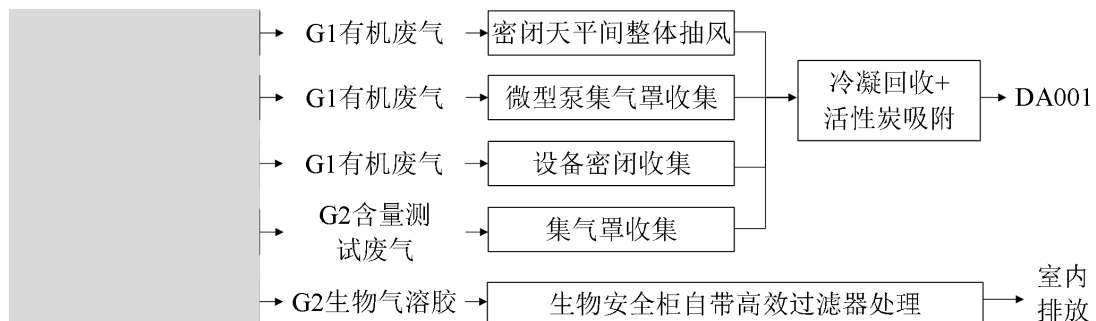 G1有机废气
密闭天平间整体抽风
G1有机废气
微型泵集气罩收集
冷凝回收+
活性炭吸附
DA001
G1有机废气
设备密闭收集
G2含量测
试废气
集气罩收集
G2生物气溶胶
生物安全柜自带高效过滤器处理
室内
排放